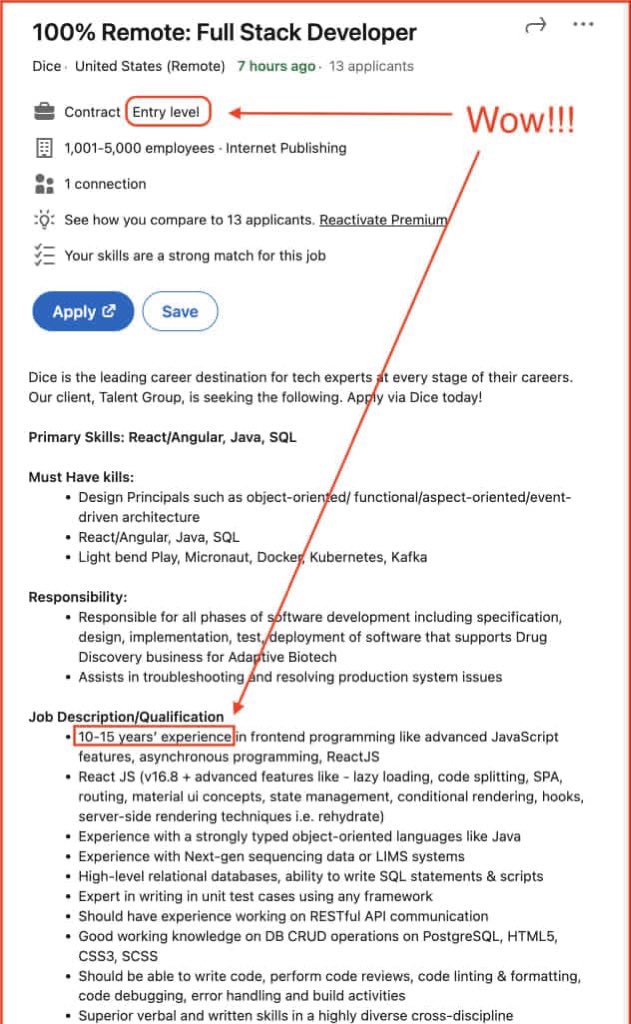 100% Remote: Full Stack Developer
Dice · United States (Remote) 7 hours ago · 13 applicants
Contract Entry level
Wow!!!
1,001-5,000 employees · Internet Publishing
1 connection
See how you compare to 13 applicants. Reactivate Premium
Your skills are a strong match for this job
Apply
Save
Dice is the leading career destination for tech experts at every stage of their careers.
Our client, Talent Group, is seeking the following. Apply via Dice today!
Primary Skills: React/Angular, Java, SQL
Must Have kills:
• Design Principals such as object-oriented/ functional/aspect-oriented/event-
driven architecture
• React/Angular, Java, SQL
• Light bend Play, Micronaut, Docker, Kubernetes, Kafka
Responsibility:
• Responsible for all phases of software development including specification,
design, implementation, test, deployment of software that supports Drug
Discovery business for Adaptive Biotech
• Assists in troubleshooting and resolving production system issues
Job Description/Qualification
• 10-15 years’ experience in frontend programming like advanced JavaScript
features, asynchronous programming, ReactJS
• React JS (v16.8 + advanced features like - lazy loading, code splitting, SPA,
routing, material ui concepts, state management, conditional rendering, hooks,
server-side rendering techniques i.e. rehydrate)
• Experience with a strongly typed object-oriented languages like Java
• Experience with Next-gen sequencing data or LIMS systems
• High-level relational databases, ability to write SQL statements & scripts
• Expert in writing in unit test cases using any framework
• Should have experience working on RESTful API communication
• Good working knowledge on DB CRUD operations on PostgreSQL, HTML5,
CSS3, SCSS
• Should be able to write code, perform code reviews, code linting & formatting,
code debugging, error handling and build activities
• Superior verbal and written skills in a highly diverse cross-discipline